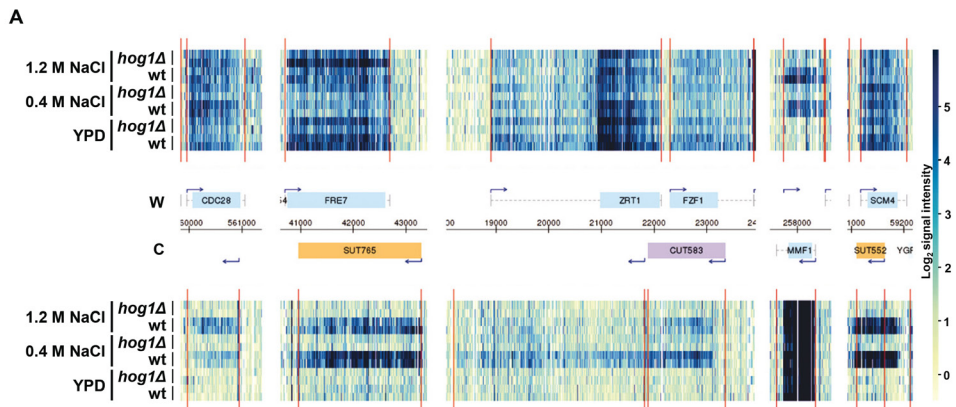 A
1.2 M NaCl
hog1Δ
wt
0.4 M NaCl
hog1Δ
wt
YPD
hog1Δ
wt
W
CDC28
FRE7
ZRT1
FZF1
SCM4
561000
41000 42000 43000
19000 20000 21000 22000 23000
258000
59200
C
SUT765
CUT583
MMF1
SUT552
1.2 M NaCl
hog1Δ
wt
0.4 M NaCl
hog1Δ
wt
YPD
hog1Δ
wt
5
4
3
2
1
0
Log2 signal intensity